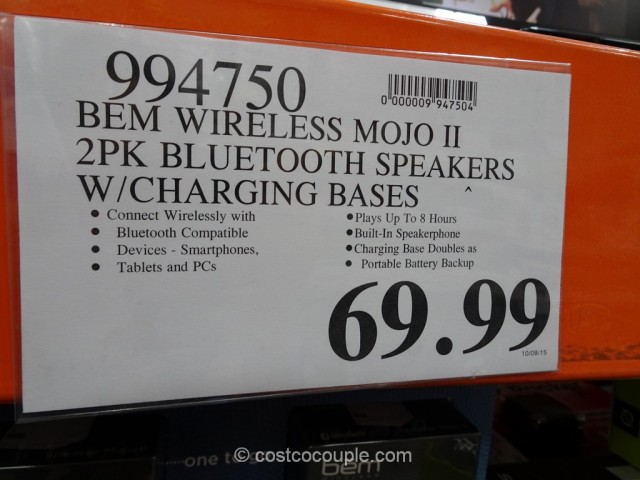 994750
0 000009 947504
BEM WIRELESS MOJO II
2PK BLUETOOTH SPEAKERS
W/CHARGING BASES ^
• Connect Wirelessly with
• Bluetooth Compatible
• Devices - Smartphones,
• Tablets and PCs
• Plays Up To 8 Hours
• Built-In Speakerphone
• Charging Base Doubles as
• Portable Battery Backup
69.99
10/09/15
one to
bem
© costcocouple.com